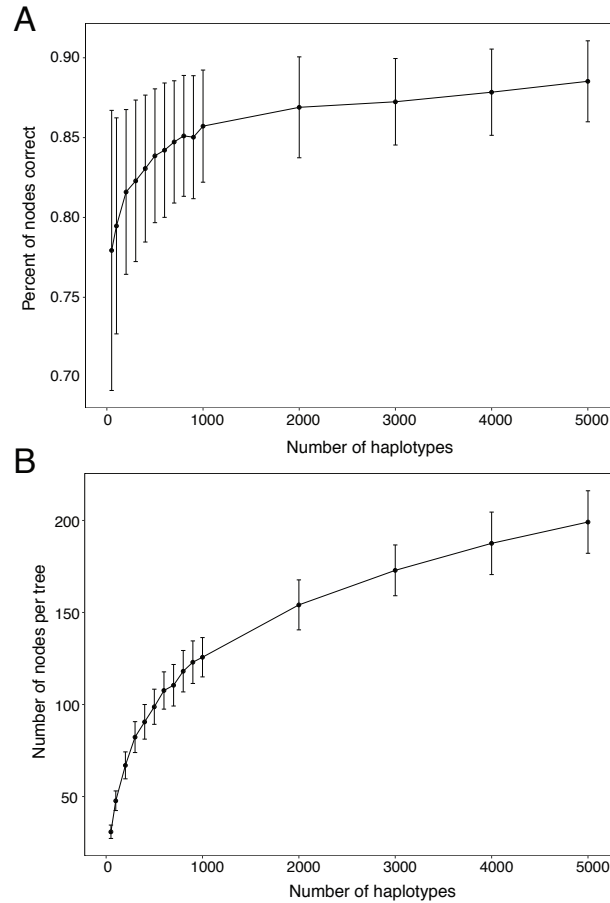 A
0.90
0.85
0.80
0.75
0.70
Percent of nodes correct
0 1000 2000 3000 4000 5000
Number of haplotypes
B
200
150
100
50
Number of nodes per tree
0 1000 2000 3000 4000 5000
Number of haplotypes